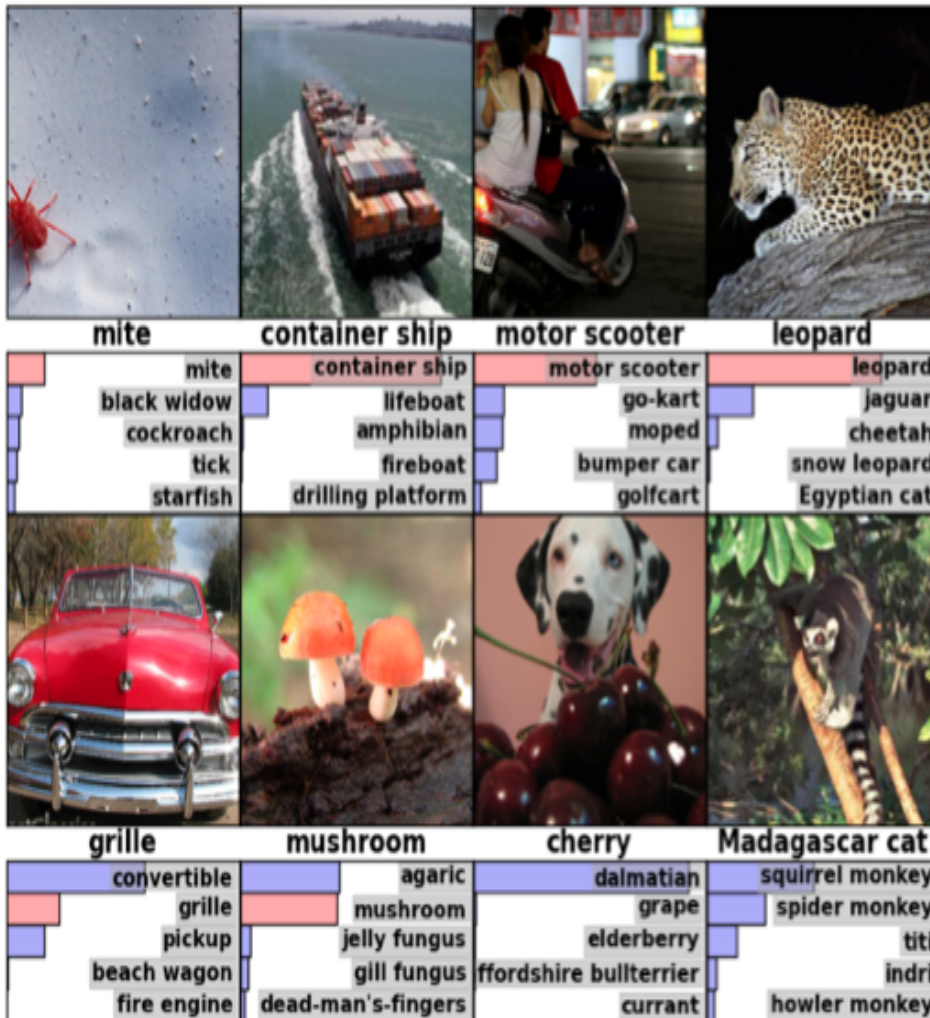 mite
container ship
motor scooter
leopard
mite
black widow
cockroach
tick
starfish
container ship
lifeboat
amphibian
fireboat
drilling platform
motor scooter
go-kart
moped
bumper car
golfcart
leopard
jaguar
cheetah
snow leopard
Egyptian cat
grille
mushroom
cherry
Madagascar cat
convertible
grille
pickup
beach wagon
fire engine
agaric
mushroom
jelly fungus
gill fungus
dead-man's-fingers
dalmatian
grape
elderberry
ffordshire bullterrier
currant
squirrel monkey
spider monkey
titi
indri
howler monkey